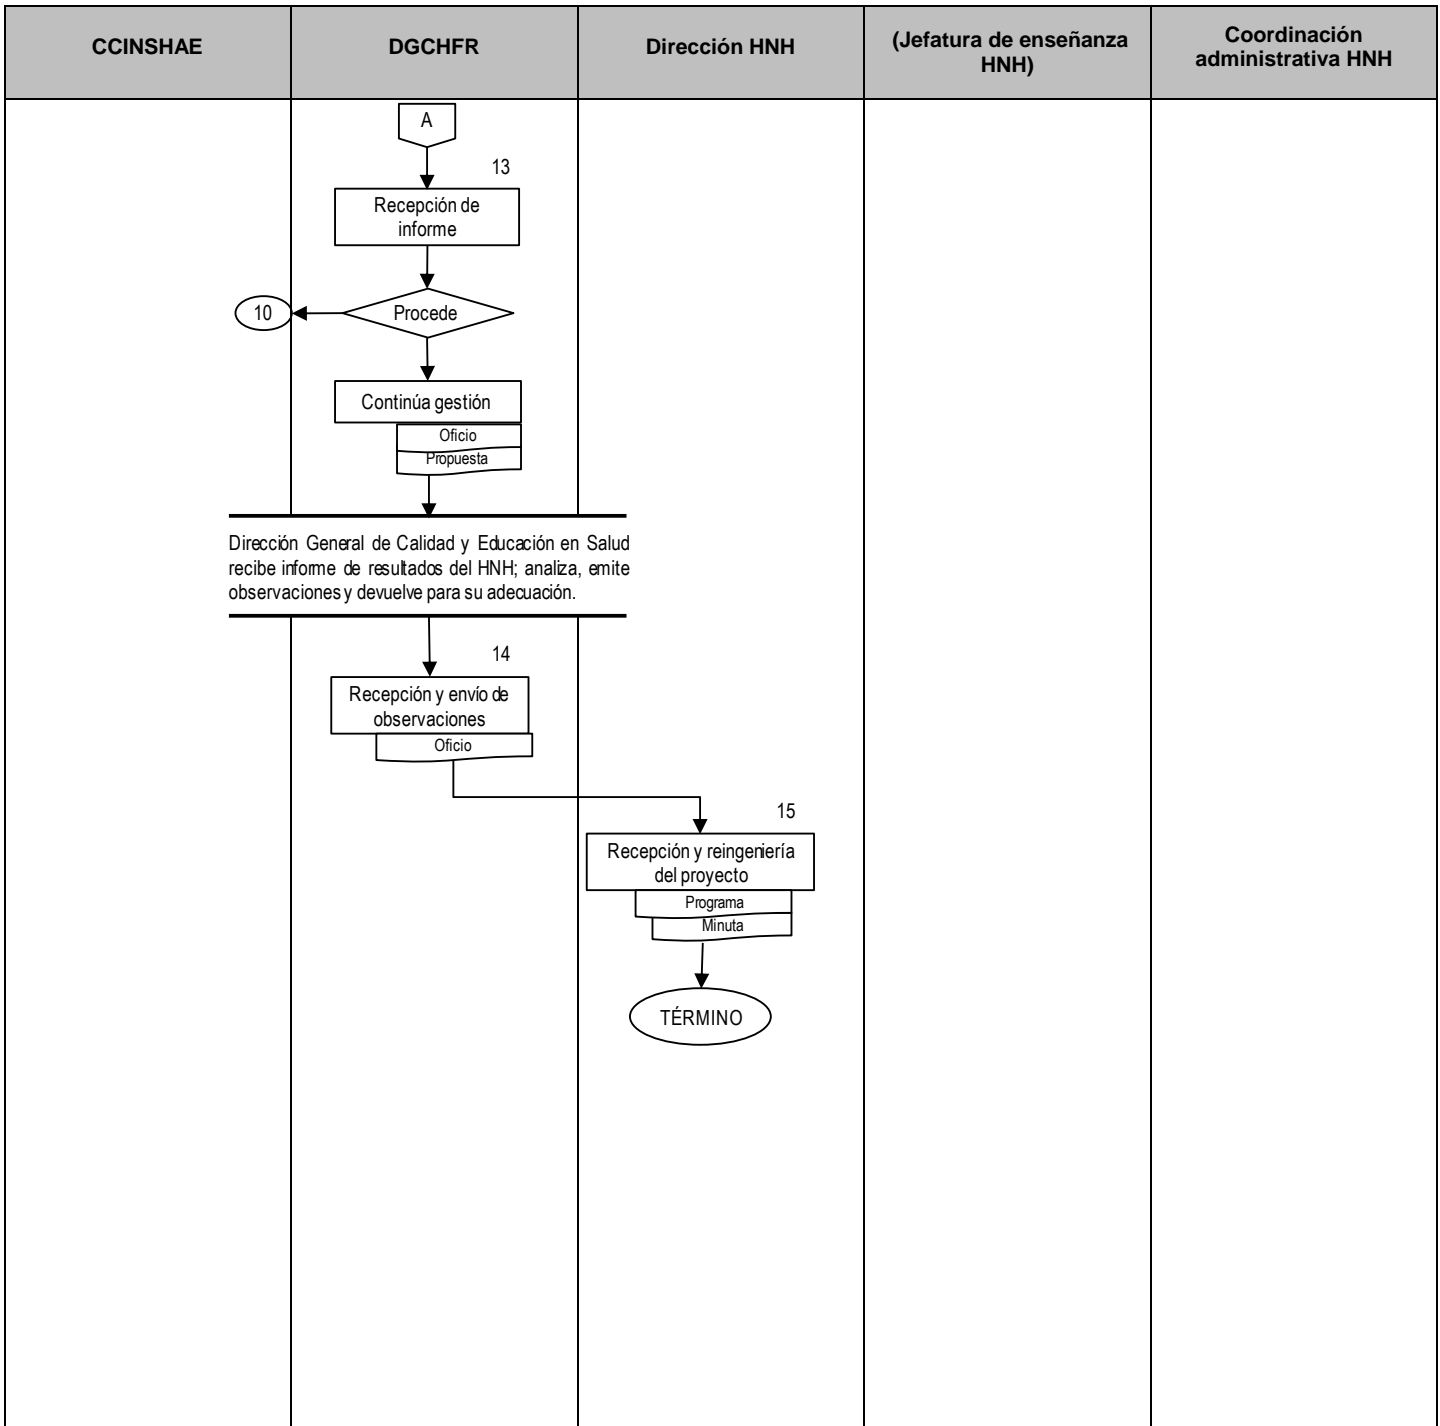 CCINSHAE
DGCHFR
Dirección HNH
(Jefatura de enseñanza
HNH)
Coordinación
administrativa HNH
A
13
Recepción de
informe
10
Procede
Continúa gestión
Oficio
Propuesta
Dirección General de Calidad y Educación en Salud
recibe informe de resultados del HNH; analiza, emite
observaciones y devuelve para su adecuación.
14
Recepción y envío de
observaciones
Oficio
15
Recepción y reingeniería
del proyecto
Programa
Minuta
TÉRMINO